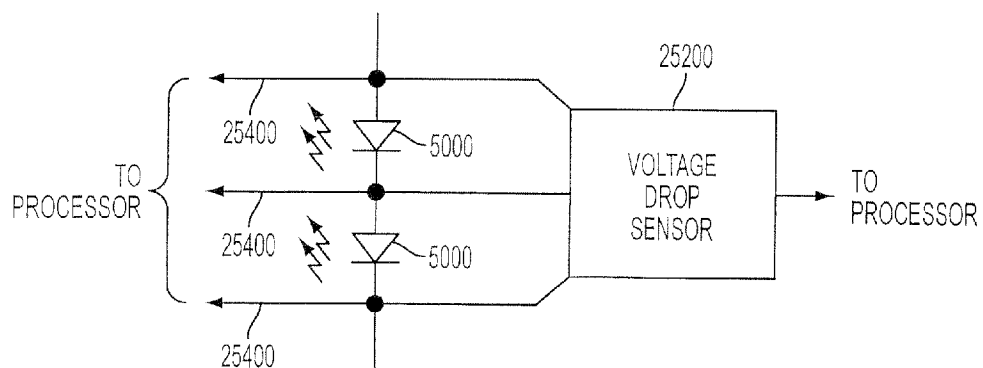 25200
25400
5000
TO
PROCESSOR
VOLTAGE
DROP
SENSOR
TO
PROCESSOR
25400
5000
25400